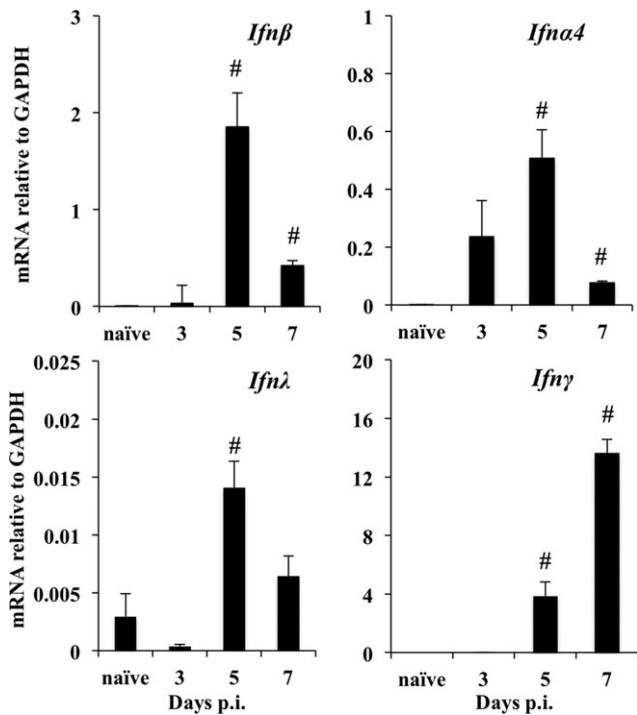 Ifnβ
mRNA relative to GAPDH
3
2
1
0
#
#
naïve 3 5 7
Ifnα4
1
0.8
0.6
0.4
0.2
0
#
#
naïve 3 5 7
Ifnλ
mRNA relative to GAPDH
0.025
0.02
0.015
0.01
0.005
0
#
naïve 3 5 7
Days p.i.
Ifnγ
20
16
12
8
4
0
#
#
naïve 3 5 7
Days p.i.